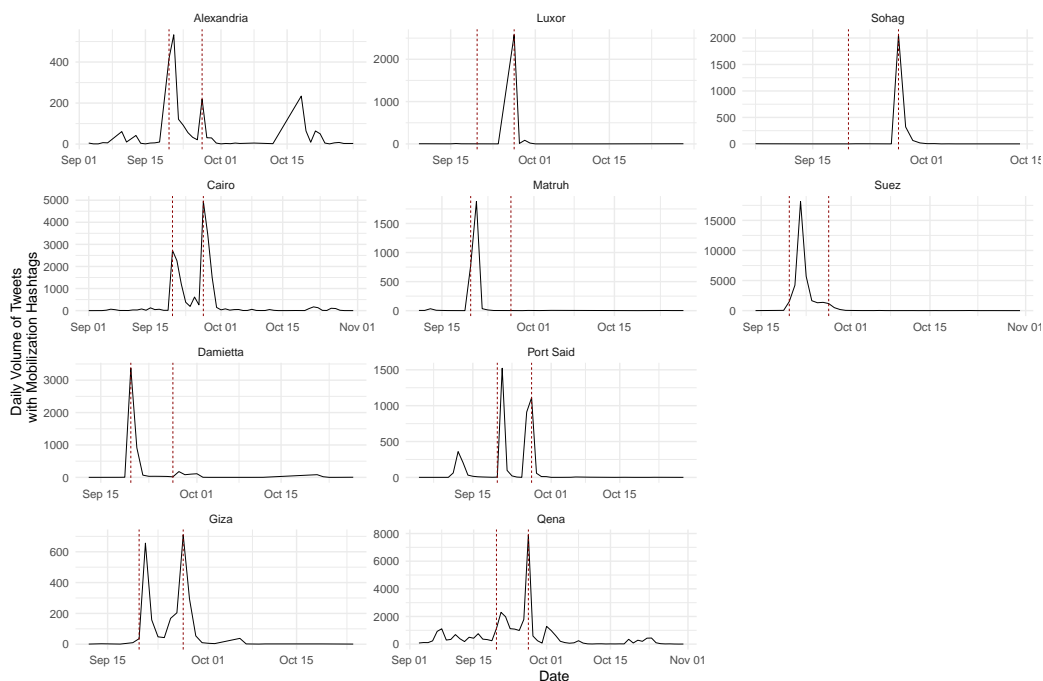 Alexandria
Luxor
Sohag
400
200
0
Sep 01
Sep 15
Oct 01
Oct 15
2000
1000
0
Sep 15
Oct 01
Oct 15
2000
1500
1000
500
0
Sep 15
Oct 01
Oct 15
Cairo
Matruh
Suez
5000
4000
3000
2000
1000
0
Sep 01
Sep 15
Oct 01
Oct 15
Nov 01
1500
1000
500
0
Sep 15
Oct 01
Oct 15
15000
10000
5000
0
Sep 15
Oct 01
Oct 15
Nov 01
Daily Volume of Tweets
with Mobilization Hashtags
Damietta
Port Said
3000
2000
1000
0
Sep 15
Oct 01
Oct 15
1500
1000
500
0
Sep 15
Oct 01
Oct 15
Giza
Qena
600
400
200
0
Sep 15
Oct 01
Oct 15
8000
6000
4000
2000
0
Sep 01
Sep 15
Oct 01
Oct 15
Nov 01
Date